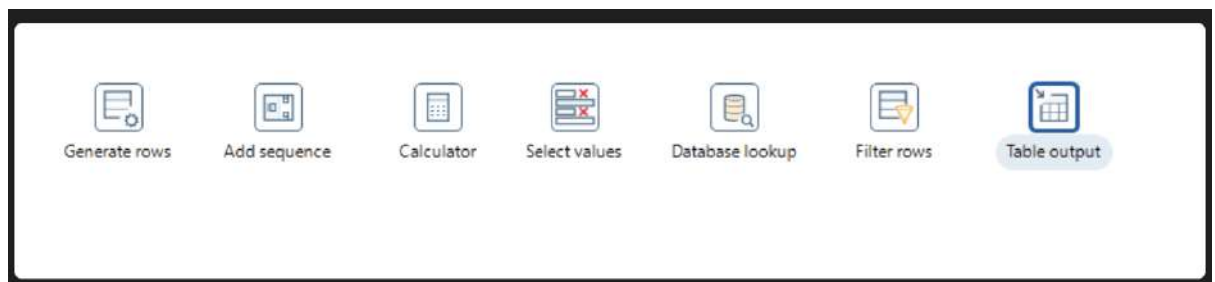 Generate rows
Add sequence
Calculator
Select values
Database lookup
Filter rows
Table output